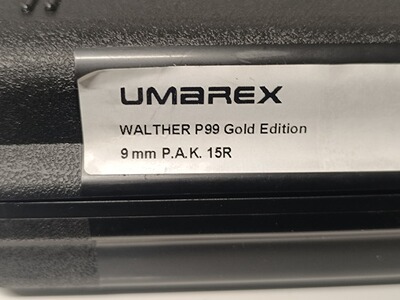 UMAREX
WALTHER P99 Gold Edition
9 mm P.A.K. 15R